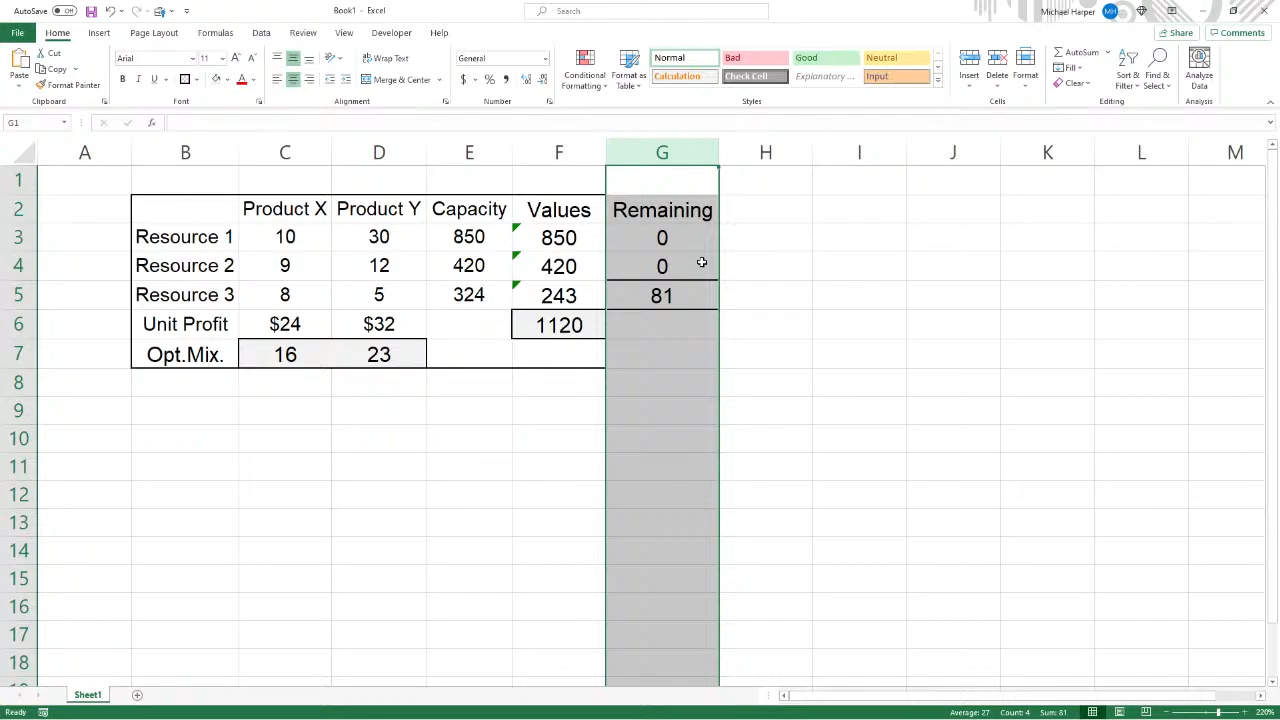 AutoSave Off Book1 - Excel Search Michael Harper MH
File Home Insert Page Layout Formulas Data Review View Developer Help Share Comments
Paste Cut Copy Format Painter Clipboard
Arial 11 A A B I U A Font
Wrap Text Merge & Center Alignment
General $ % , Number
Conditional Formatting Format as Table
Normal Bad Good Neutral
Calculation Check Cell Explanatory ... Input
Styles
Insert Delete Format Cells
AutoSum Fill Clear Sort & Filter Find & Select Editing
Analyze Data Analysis
G1 fx
A B C D E F G H I J K L M
1
2 Product X Product Y Capacity Values Remaining
3 Resource 1 10 30 850 850 0
4 Resource 2 9 12 420 420 0
5 Resource 3 8 5 324 243 81
6 Unit Profit $24 $32 1120
7 Opt.Mix. 16 23
8
9
10
11
12
13
14
15
16
17
18
Sheet1
Ready Average: 27 Count: 4 Sum: 81 220%